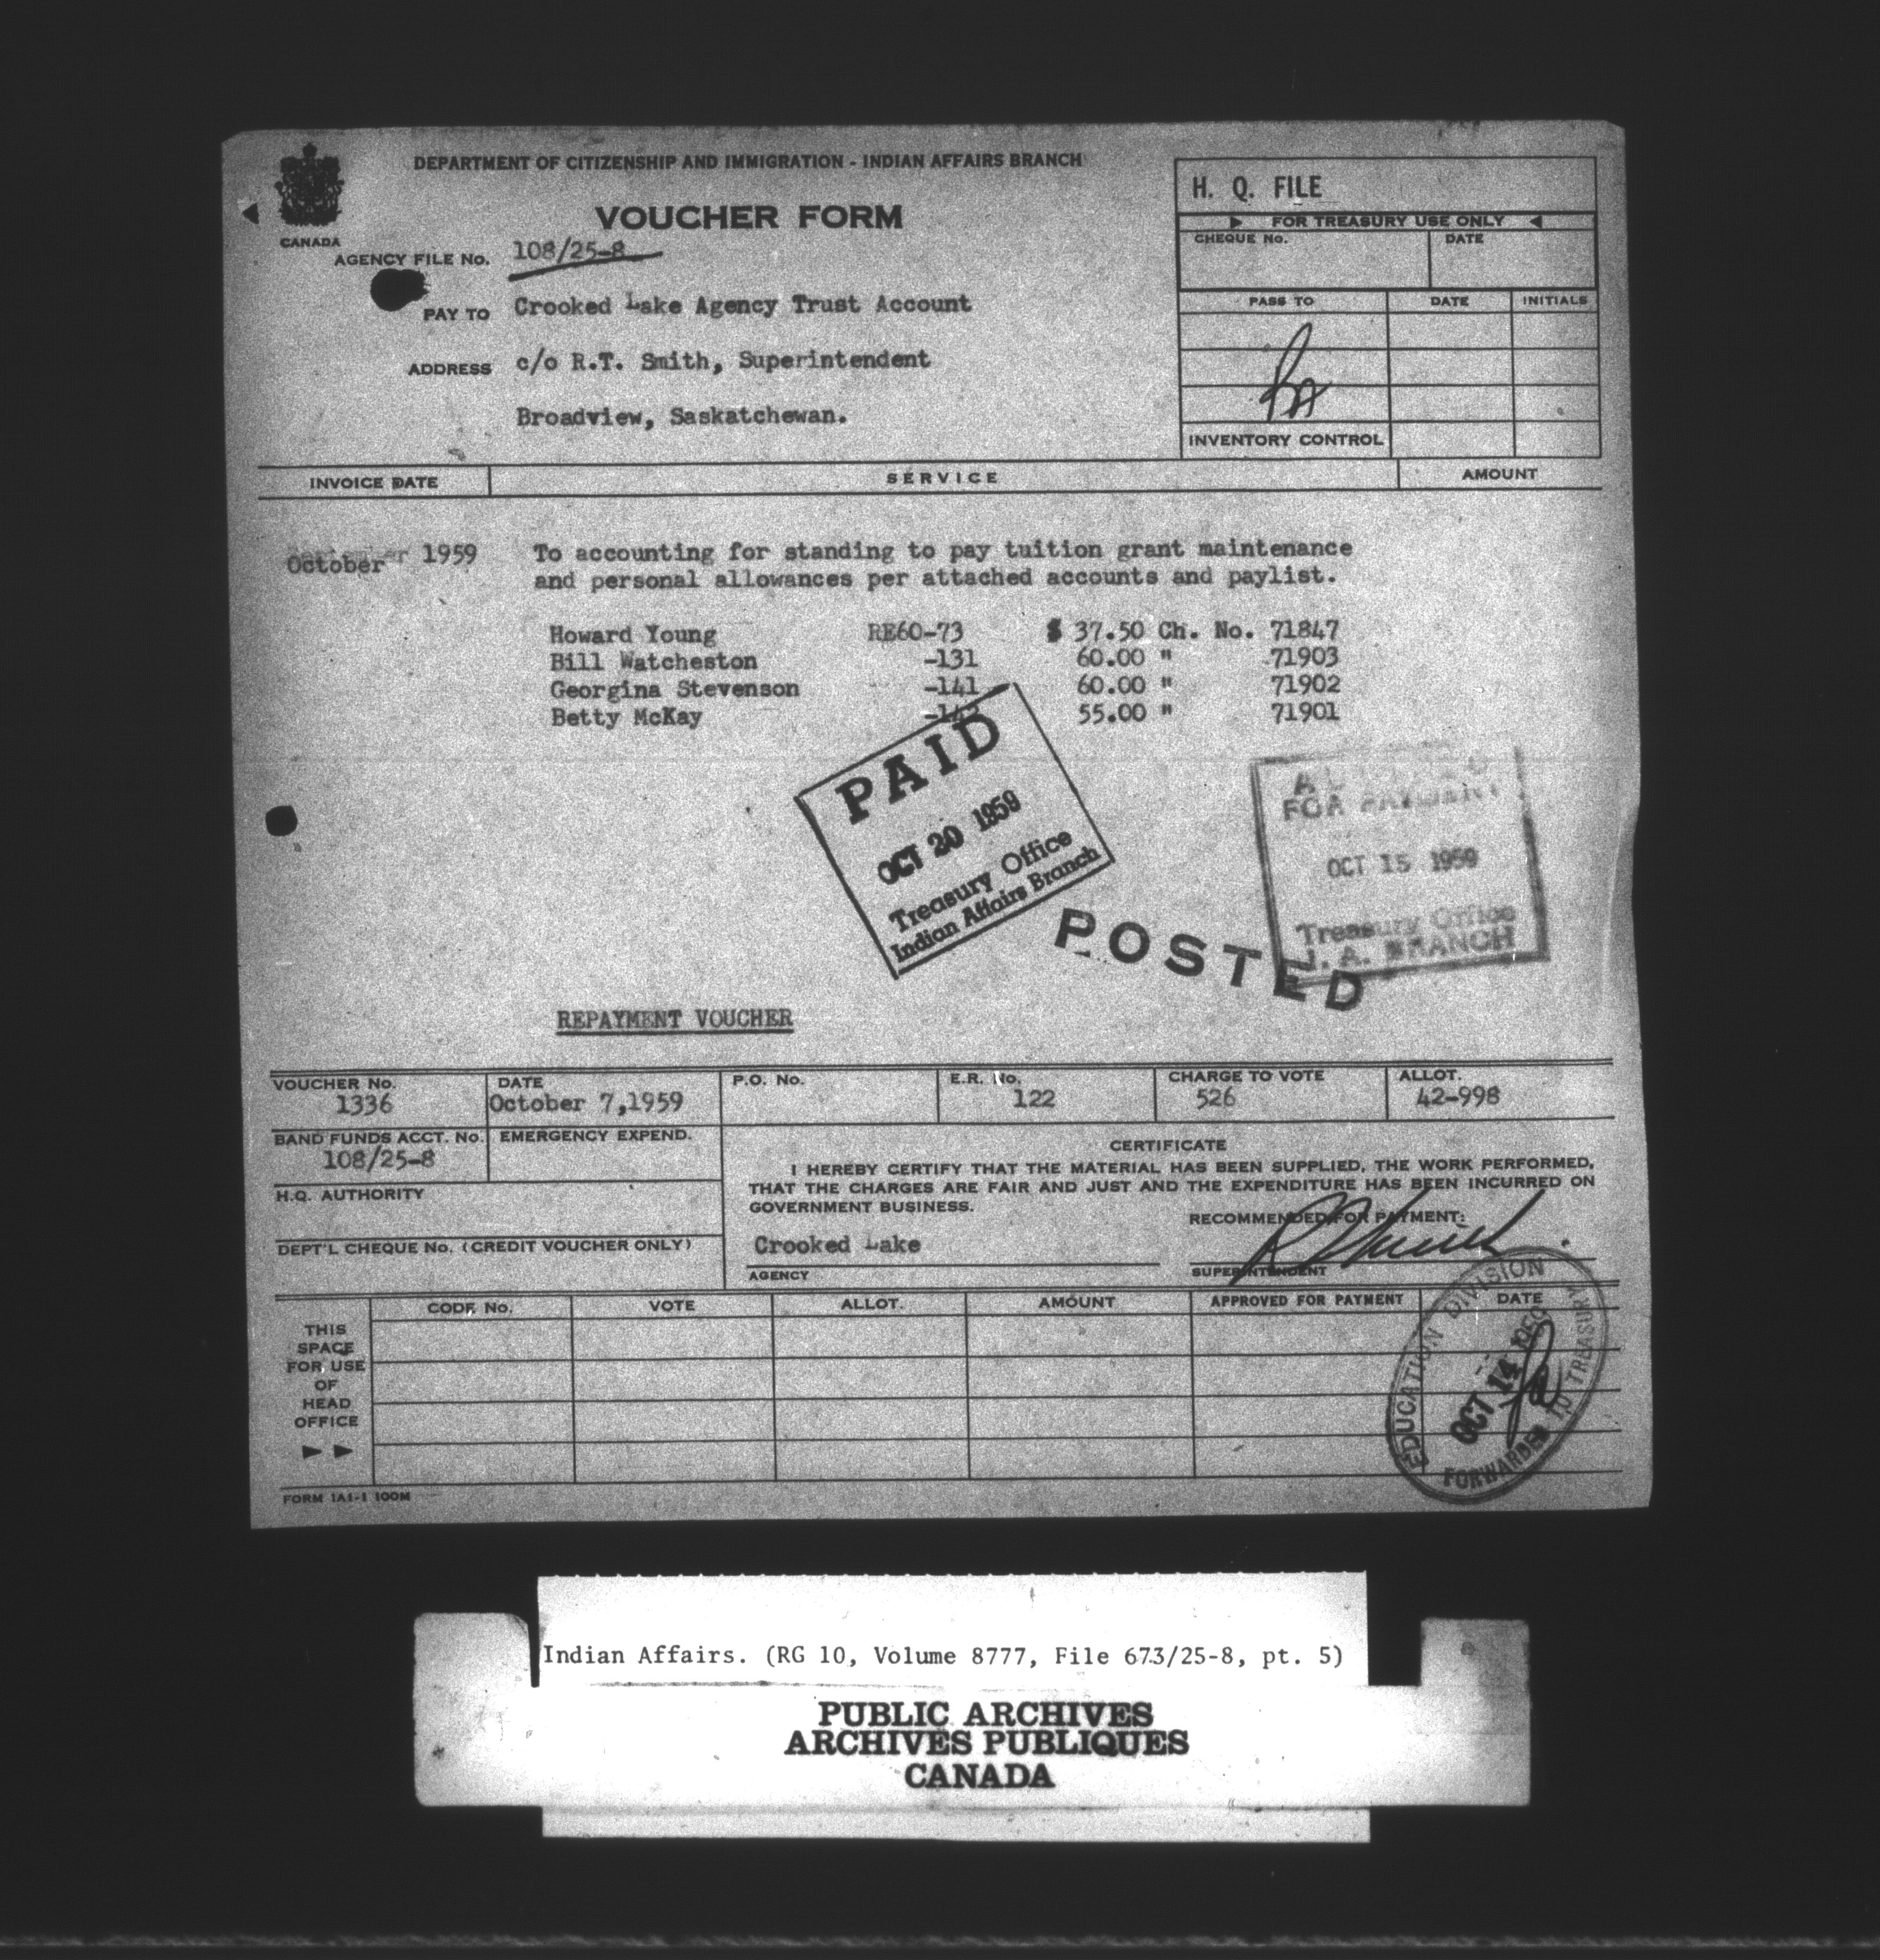 DEPARTMENT OF CITIZENSHIP AND IMMIGRATION - INDIAN AFFAIRS BRANCH
VOUCHER FORM
CANADA
AGENCY FILE No. 108/25-8
PAY TO Crooked Lake Agency Trust Account
ADDRESS c/o R.T. Smith, Superintendent
Broadview, Saskatchewan.
H. Q. FILE
FOR TREASURY USE ONLY
CHEQUE No. DATE
PASS TO DATE INITIALS
INVENTORY CONTROL
INVOICE DATE SERVICE AMOUNT
October 1959 To accounting for standing to pay tuition grant maintenance
and personal allowances per attached accounts and paylist.
Howard Young RE60-73 $ 37.50 Ch. No. 71847
Bill Watcheston -131 60.00 " 71903
Georgina Stevenson -141 60.00 " 71902
Betty McKay 55.00 " 71901
PAID
OCT 20 1959
Treasury Office
Indian Affairs Branch
FOR PAYMENT
OCT 15 1959
Treasury Office
I. A. BRANCH
POSTED
REPAYMENT VOUCHER
VOUCHER No. DATE P.O. No. E.R. No. CHARGE TO VOTE ALLOT.
1336 October 7,1959 122 526 42-998
BAND FUNDS ACCT. No. EMERGENCY EXPEND.
108/25-8
H.Q. AUTHORITY
DEPT'L CHEQUE No. (CREDIT VOUCHER ONLY)
CERTIFICATE
I HEREBY CERTIFY THAT THE MATERIAL HAS BEEN SUPPLIED, THE WORK PERFORMED,
THAT THE CHARGES ARE FAIR AND JUST AND THE EXPENDITURE HAS BEEN INCURRED ON
GOVERNMENT BUSINESS.
RECOMMENDED FOR PAYMENT:
Crooked Lake
AGENCY
SUPERINTENDENT
CODE No. VOTE ALLOT. AMOUNT APPROVED FOR PAYMENT DATE
THIS
SPACE
FOR USE
OF
HEAD
OFFICE
EDUCATION DIVISION
OCT 14 1959
FORWARDED TO TREASURY
FORM 1A1-1 100M
Indian Affairs. (RG 10, Volume 8777, File 673/25-8, pt. 5)
PUBLIC ARCHIVES
ARCHIVES PUBLIQUES
CANADA